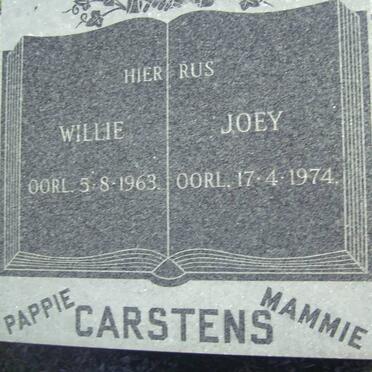 HIER RUS
WILLIE JOEY
OORL. 5·8·1963. OORL. 17·4·1974.
PAPPIE CARSTENS MAMMIE